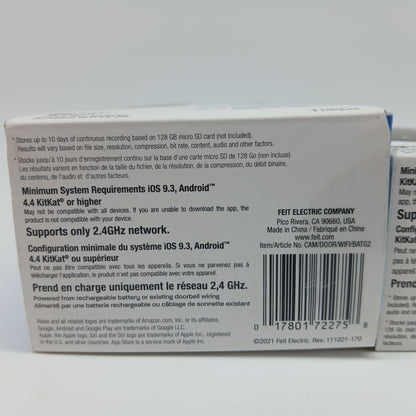 * Stores up to 10 days of continuous recording based on 128 GB micro SD card (not included).
Results will vary based on file size, resolution, compression, bit rate, content, audio and other factors.
* Stocke jusqu'à 10 jours d'enregistrement continu sur la base d'une carte micro SD de 128 Go (non incluse).
Les résultats varient en fonction de la taille du fichier, de la résolution, de la compression, du débit binaire,
du contenu, de l'audio et d'autres facteurs.
Minimum System Requirements iOS 9.3, Android™
4.4 KitKat® or higher
May not be compatible with all devices. If you are unable to download the app, the
product is not compatible with your device.
Supports only 2.4GHz network.
Configuration minimale du système iOS 9.3, Android™
4.4 KitKat® ou supérieur
Peut ne pas être compatible avec tous les appareils. Si vous ne parvenez pas à
télécharger l'application, le produit n'est pas compatible avec votre appareil.
Prend en charge uniquement le réseau 2,4 GHz.
Powered from rechargeable battery or existing doorbell wiring
Alimenté par une batterie rechargeable ou câblage de sonnette existant
Alexa and all related logos are trademarks of Amazon.com, Inc. or its affiliates.
Google, Android and Google Play are trademarks of Google LLC.
Apple, the Apple logo, Siri and the Siri logo are trademarks of Apple Inc., registered
in the U.S. and other countries. App Store is a service mark of Apple Inc.
FEIT ELECTRIC COMPANY
Pico Rivera, CA 90660, USA
www.feit.com
Made in China / Fabriqué en Chine
Item/Article No. CAM/DOOR/WIFI/BATG2
0 17801 72275 8
©2021 Feit Electric. Rev: 111021-170
Minim
KitKat®
Supp
Config
KitKat®
Prend